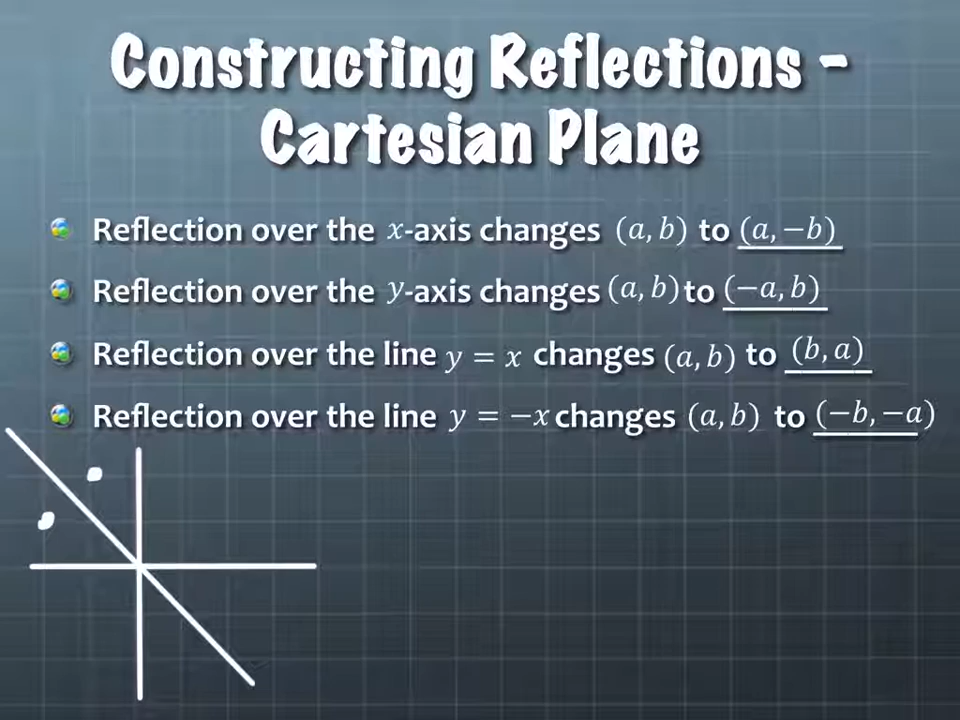 Constructing Reflections -
Cartesian Plane
Reflection over the x-axis changes (a, b) to (a, −b)
Reflection over the y-axis changes (a, b) to (−a, b)
Reflection over the line y = x changes (a, b) to (b, a)
Reflection over the line y = −x changes (a, b) to (−b, −a)